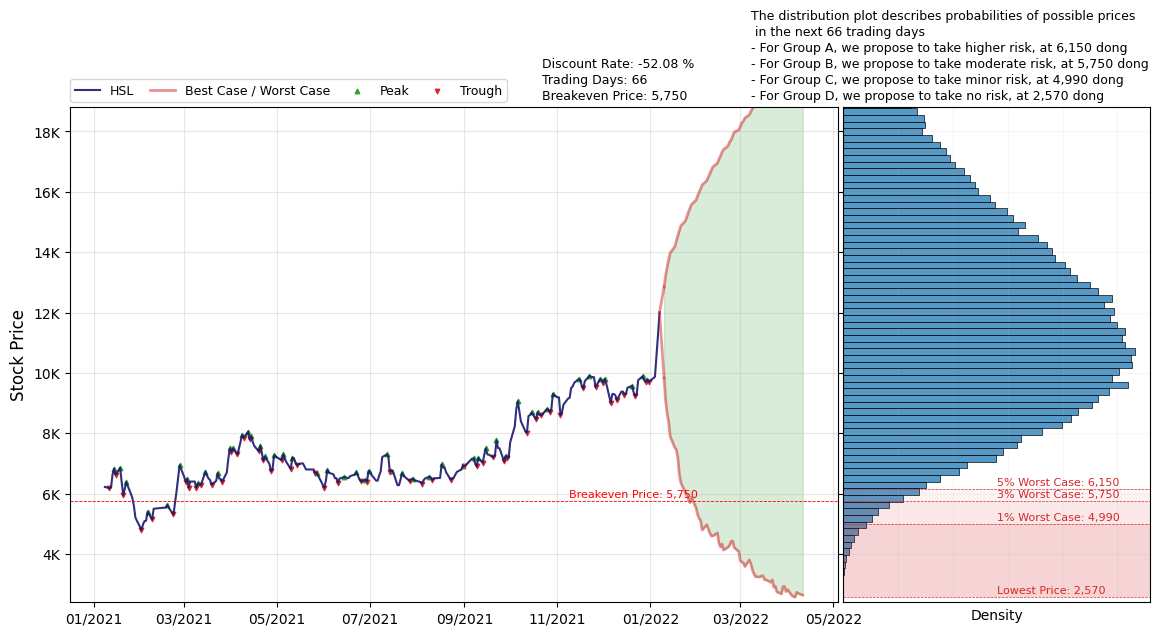 The distribution plot describes probabilities of possible prices
in the next 66 trading days
- For Group A, we propose to take higher risk, at 6,150 dong
- For Group B, we propose to take moderate risk, at 5,750 dong
- For Group C, we propose to take minor risk, at 4,990 dong
- For Group D, we propose to take no risk, at 2,570 dong
Discount Rate: -52.08 %
Trading Days: 66
Breakeven Price: 5,750
HSL
Best Case / Worst Case
Peak
Trough
Stock Price
18K
16K
14K
12K
10K
8K
6K
4K
Breakeven Price: 5,750
5% Worst Case: 6,150
3% Worst Case: 5,750
1% Worst Case: 4,990
Lowest Price: 2,570
01/2021
03/2021
05/2021
07/2021
09/2021
11/2021
01/2022
03/2022
05/2022
Density